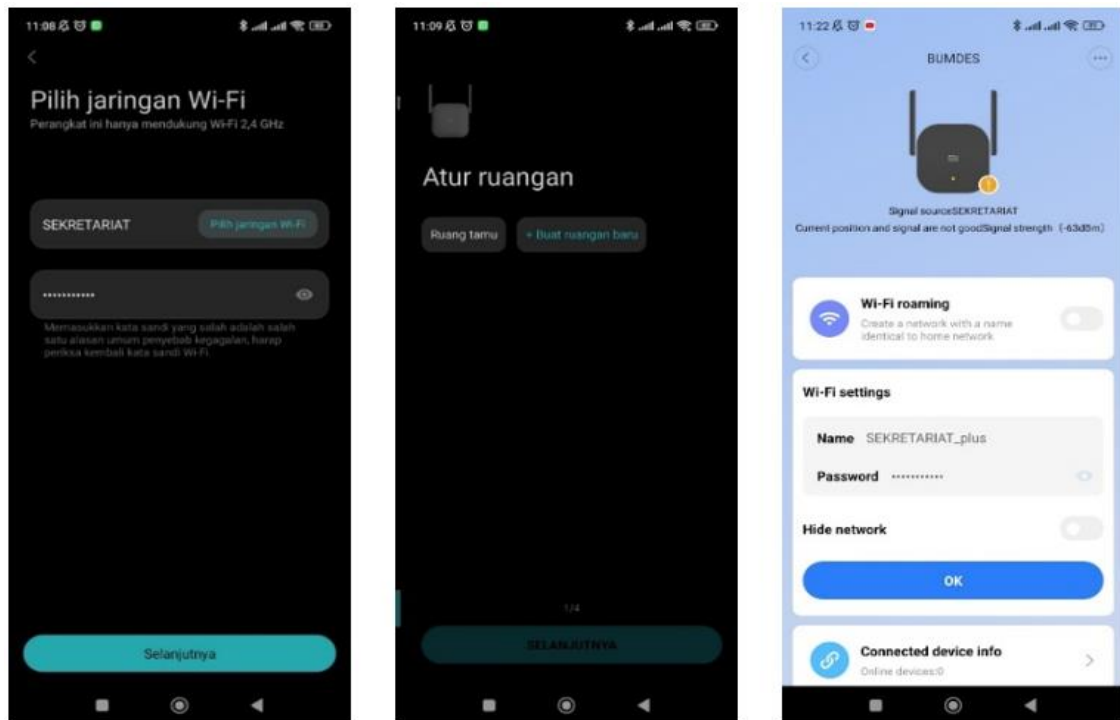 11:08
Pilih jaringan Wi-Fi
Perangkat ini hanya mendukung Wi-Fi 2,4 GHz
SEKRETARIAT
Pilih jaringan Wi-Fi
•••••••••••
Memasukkan kata sandi yang salah adalah salah
satu alasan umum penyebab kegagalan, harap
periksa kembali kata sandi Wi-Fi.
Selanjutnya
11:09
Atur ruangan
Ruang tamu
+ Buat ruangan baru
1/4
SELANJUTNYA
11:22
BUMDES
Signal sourceSEKRETARIAT
Current position and signal are not goodSignal strength (-63dBm)
Wi-Fi roaming
Create a network with a name
identical to home network
Wi-Fi settings
Name SEKRETARIAT_plus
Password •••••••••••
Hide network
OK
Connected device info
Online devices:0